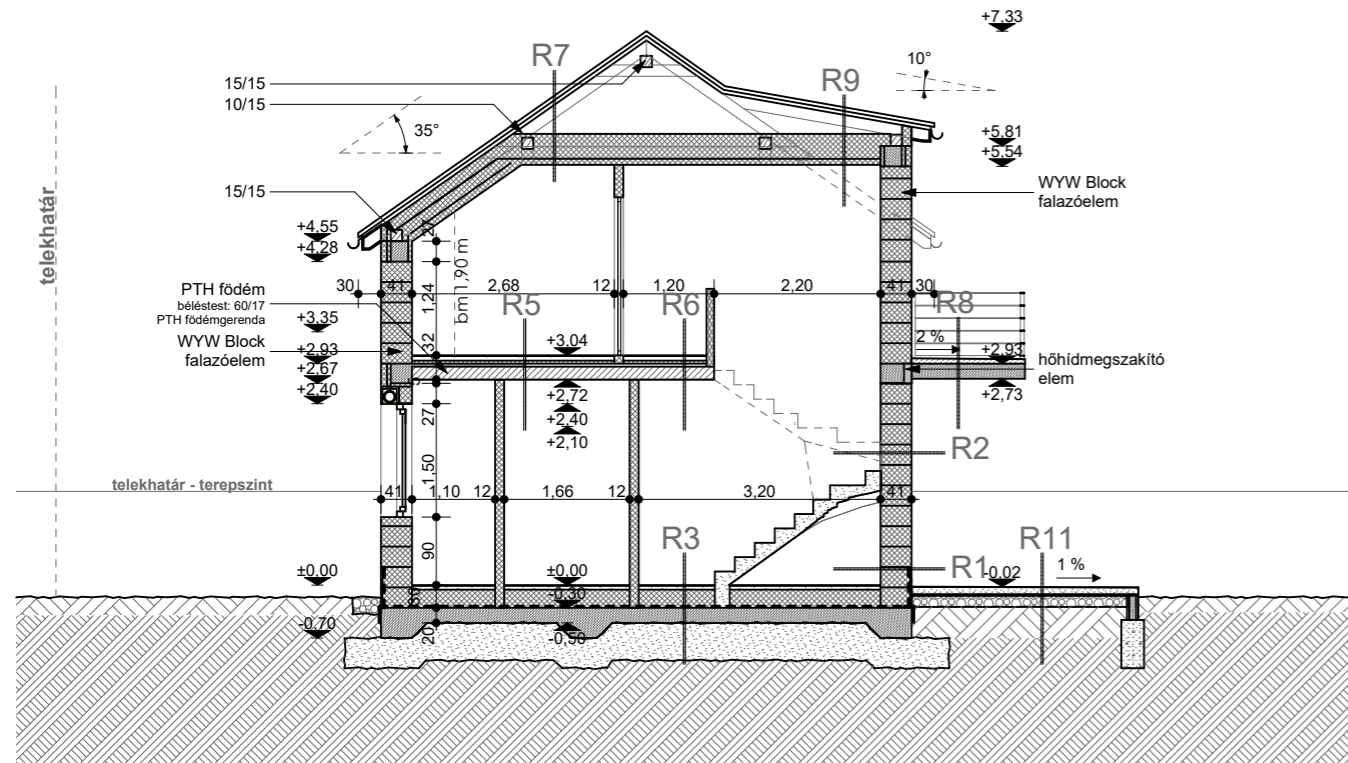 +7,33
R7
10°
15/15
R9
10/15
35°
+5,81
+5,54
WYW Block
falazóelem
15/15
telekhatár
+4,55
27
+4,28
bm 1,90 m
PTH födém
béléstest: 60/17
PTH födémgerenda
30
41
2,68
12
1,20
2,20
41
30
1,24
R5
R6
R8
+3,35
2 %
WYW Block
falazóelem
32
+3,04
+2,93
+2,93
hőhídmegszakító
elem
+2,67
+2,40
+2,72
+2,73
27
+2,40
+2,10
R2
1,50
telekhatár - terepszint
41
1,10
12
1,66
12
3,20
41
R3
90
R1
R11
1 %
±0,00
±0,00
-0,02
-0,30
-0,70
20
-0,50